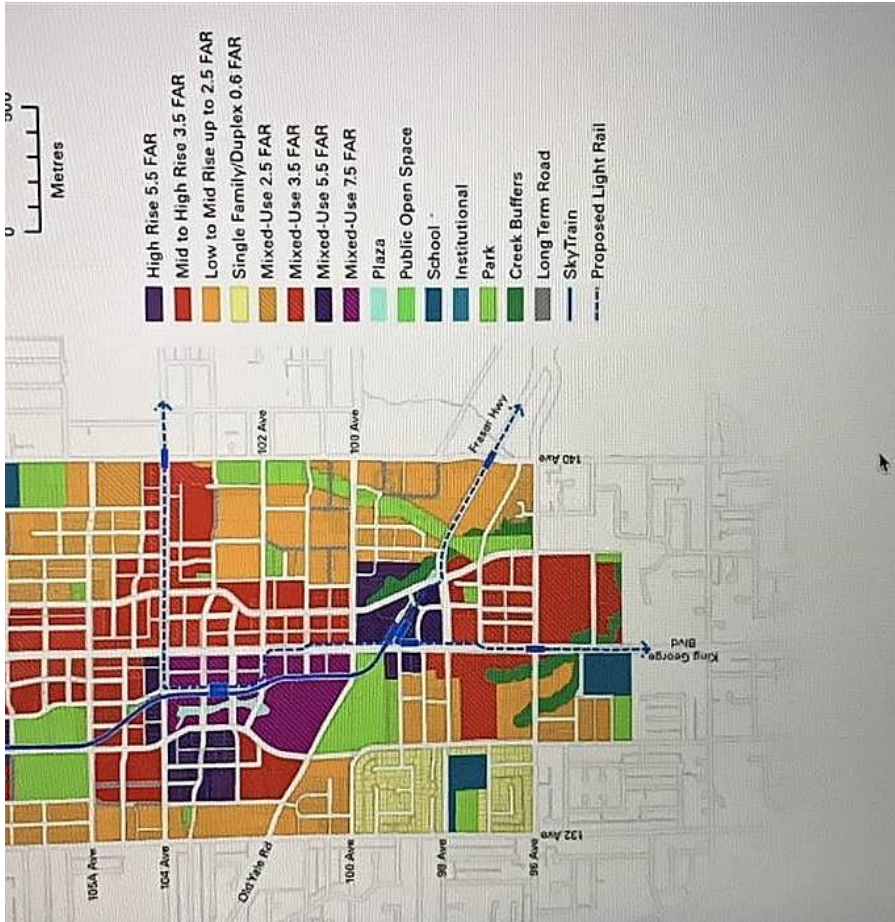 0 500
Metres
High Rise 5.5 FAR
Mid to High Rise 3.5 FAR
Low to Mid Rise up to 2.5 FAR
Single Family/Duplex 0.6 FAR
Mixed-Use 2.5 FAR
Mixed-Use 3.5 FAR
Mixed-Use 5.5 FAR
Mixed-Use 7.5 FAR
Plaza
Public Open Space
School
Institutional
Park
Creek Buffers
Long Term Road
SkyTrain
Proposed Light Rail
102 Ave
100 Ave
Fraser Hwy
140 Ave
King George
Blvd
105A Ave
104 Ave
Old Yale Rd
100 Ave
98 Ave
96 Ave
132 Ave